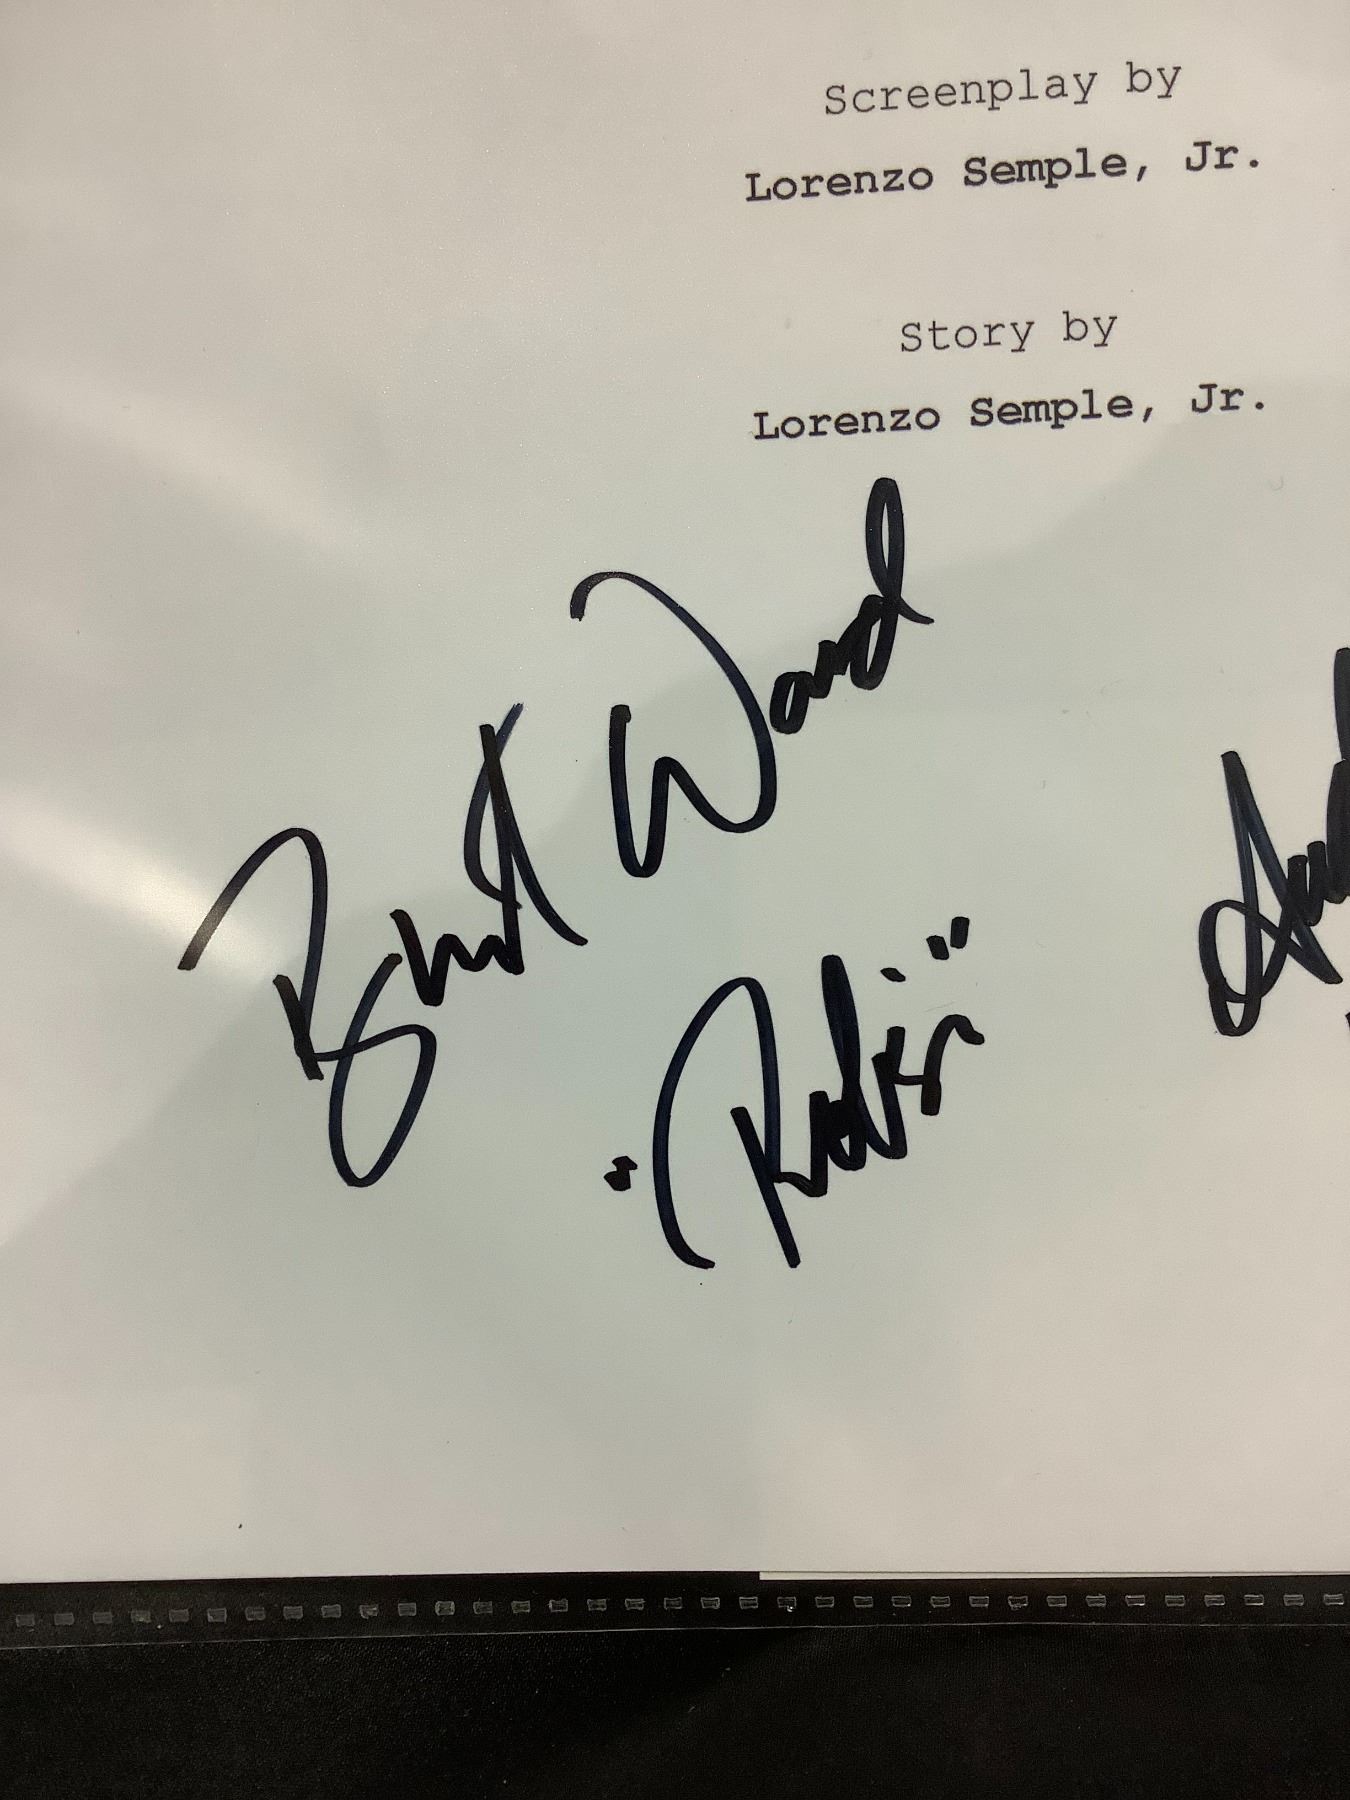 Screenplay by
Lorenzo Semple, Jr.
Story by
Lorenzo Semple, Jr.
Burt Ward
"Robin"